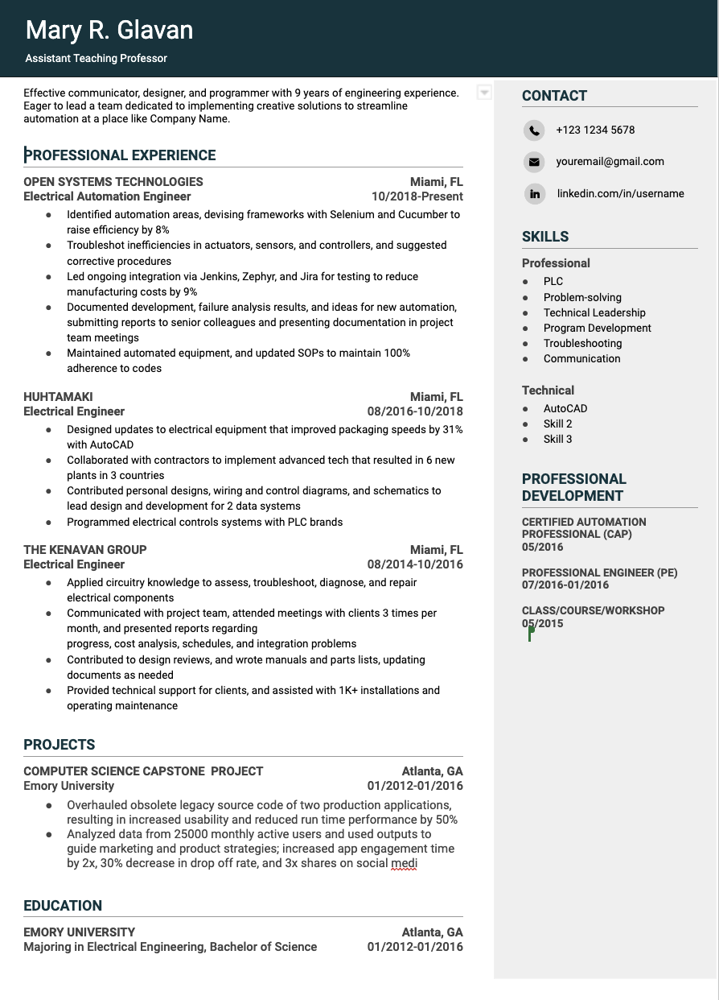 Mary R. Glavan
Assistant Teaching Professor
Effective communicator, designer, and programmer with 9 years of engineering experience.
Eager to lead a team dedicated to implementing creative solutions to streamline
automation at a place like Company Name.
PROFESSIONAL EXPERIENCE
OPEN SYSTEMS TECHNOLOGIES Miami, FL
Electrical Automation Engineer 10/2018-Present
● Identified automation areas, devising frameworks with Selenium and Cucumber to
raise efficiency by 8%
● Troubleshot inefficiencies in actuators, sensors, and controllers, and suggested
corrective procedures
● Led ongoing integration via Jenkins, Zephyr, and Jira for testing to reduce
manufacturing costs by 9%
● Documented development, failure analysis results, and ideas for new automation,
submitting reports to senior colleagues and presenting documentation in project
team meetings
● Maintained automated equipment, and updated SOPs to maintain 100%
adherence to codes
HUHTAMAKI Miami, FL
Electrical Engineer 08/2016-10/2018
● Designed updates to electrical equipment that improved packaging speeds by 31%
with AutoCAD
● Collaborated with contractors to implement advanced tech that resulted in 6 new
plants in 3 countries
● Contributed personal designs, wiring and control diagrams, and schematics to
lead design and development for 2 data systems
● Programmed electrical controls systems with PLC brands
THE KENAVAN GROUP Miami, FL
Electrical Engineer 08/2014-10/2016
● Applied circuitry knowledge to assess, troubleshoot, diagnose, and repair
electrical components
● Communicated with project team, attended meetings with clients 3 times per
month, and presented reports regarding
progress, cost analysis, schedules, and integration problems
● Contributed to design reviews, and wrote manuals and parts lists, updating
documents as needed
● Provided technical support for clients, and assisted with 1K+ installations and
operating maintenance
PROJECTS
COMPUTER SCIENCE CAPSTONE  PROJECT Atlanta, GA
Emory University 01/2012-01/2016
● Overhauled obsolete legacy source code of two production applications,
resulting in increased usability and reduced run time performance by 50%
● Analyzed data from 25000 monthly active users and used outputs to
guide marketing and product strategies; increased app engagement time
by 2x, 30% decrease in drop off rate, and 3x shares on social medi
EDUCATION
EMORY UNIVERSITY Atlanta, GA
Majoring in Electrical Engineering, Bachelor of Science 01/2012-01/2016
CONTACT
+123 1234 5678
youremail@gmail.com
in linkedin.com/in/username
SKILLS
Professional
● PLC
● Problem-solving
● Technical Leadership
● Program Development
● Troubleshooting
● Communication
Technical
● AutoCAD
● Skill 2
● Skill 3
PROFESSIONAL
DEVELOPMENT
CERTIFIED AUTOMATION
PROFESSIONAL (CAP)
05/2016
PROFESSIONAL ENGINEER (PE)
07/2016-01/2016
CLASS/COURSE/WORKSHOP
05/2015